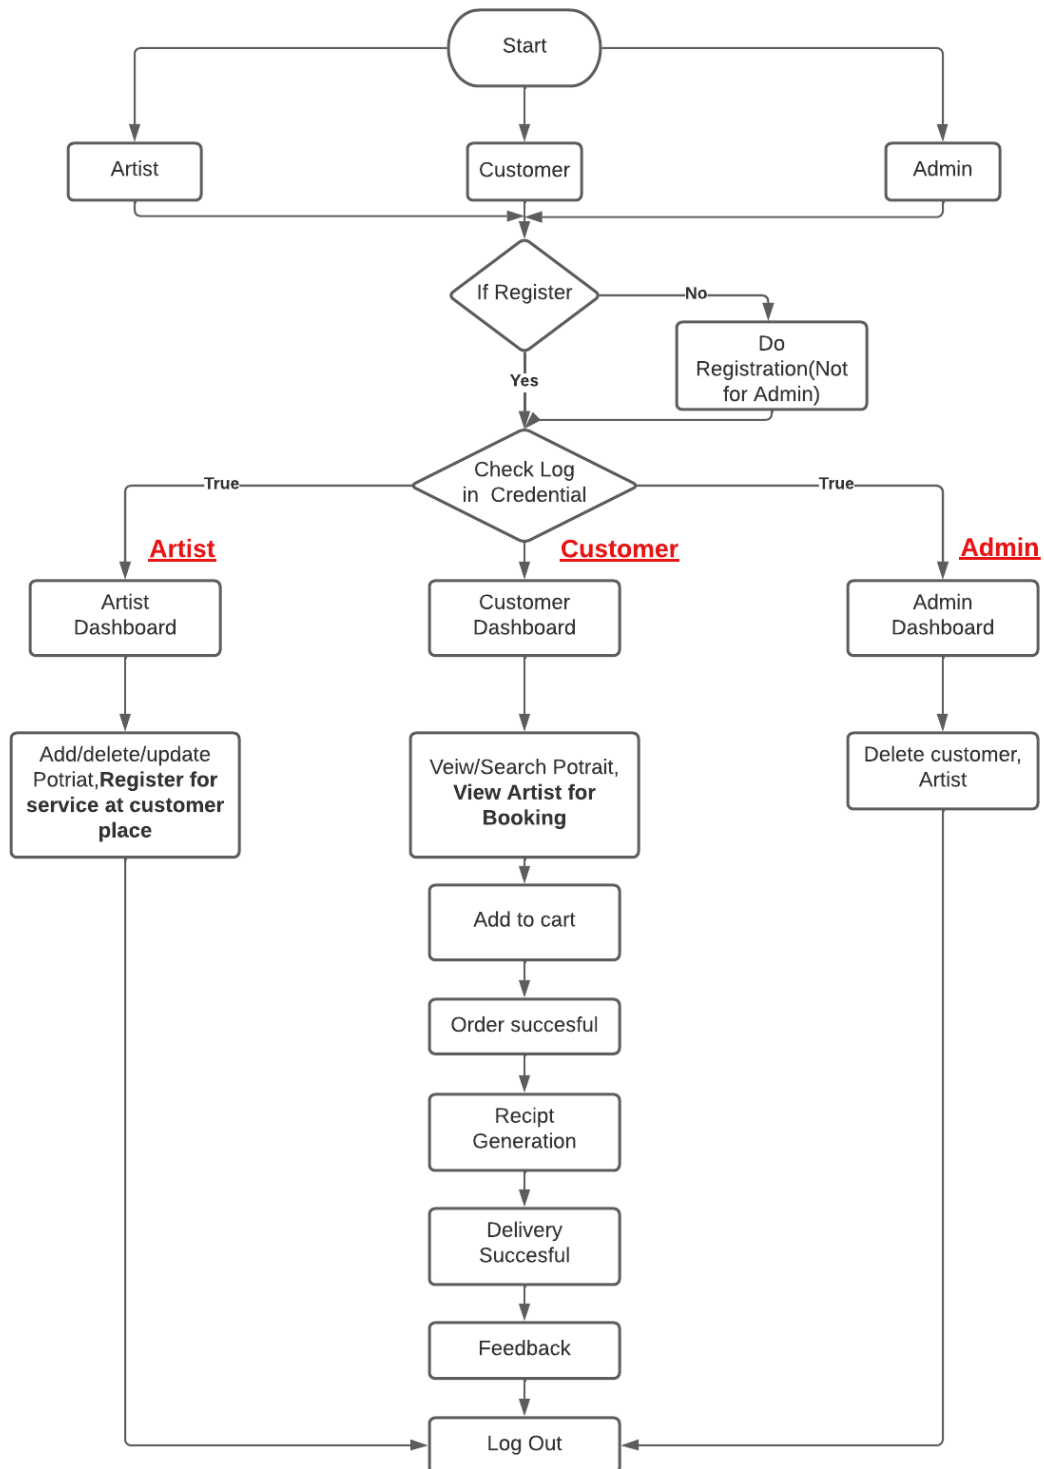 Start
Artist
Customer
Admin
If Register
No
Do
Registration(Not
for Admin)
Yes
Check Log
in Credential
True
True
Artist
Customer
Admin
Artist
Dashboard
Customer
Dashboard
Admin
Dashboard
Add/delete/update
Potriat,Register for
service at customer
place
Veiw/Search Potrait,
View Artist for
Booking
Delete customer,
Artist
Add to cart
Order succesful
Recipt
Generation
Delivery
Succesful
Feedback
Log Out